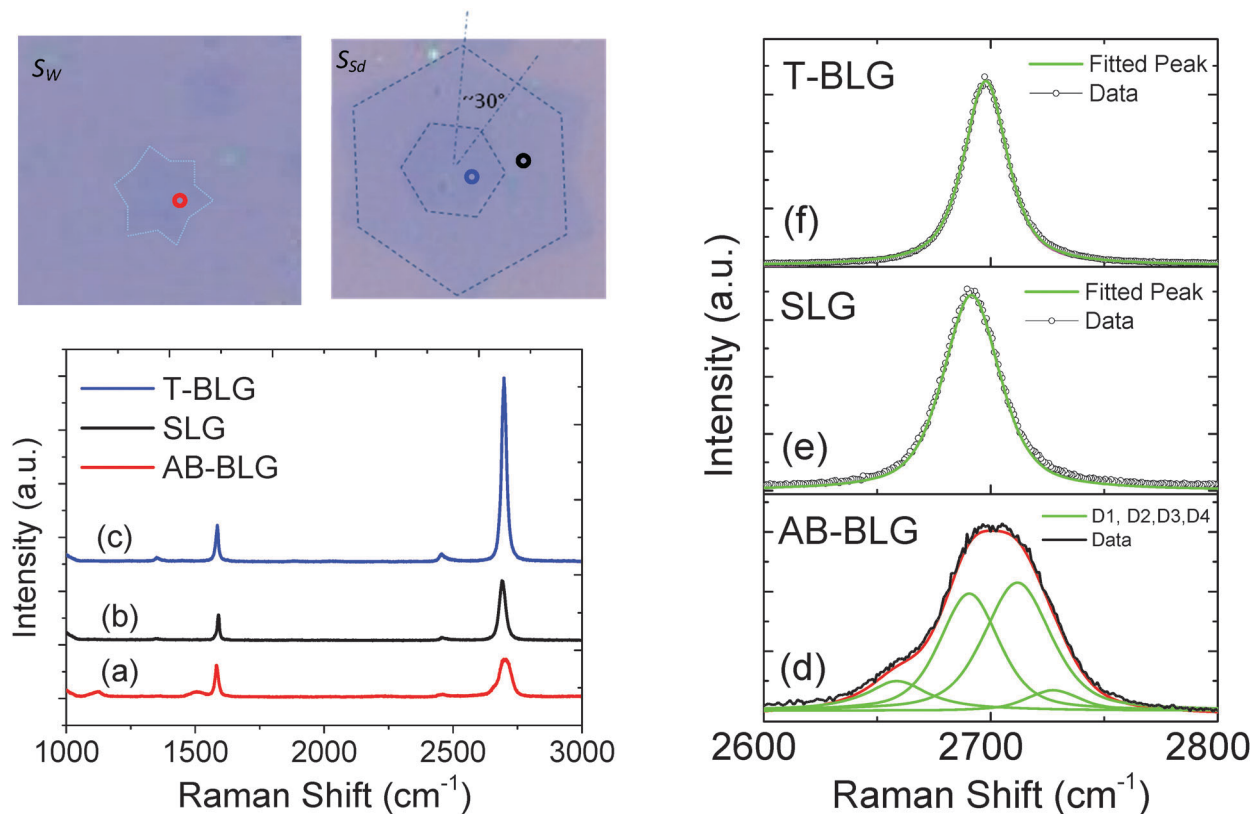 S_W
S_Sd
~30°
T-BLG
SLG
AB-BLG
(c)
(b)
(a)
Intensity (a.u.)
1000 1500 2000 2500 3000
Raman Shift (cm⁻¹)
T-BLG
Fitted Peak
Data
(f)
SLG
Fitted Peak
Data
(e)
AB-BLG
D1, D2,D3,D4
Data
(d)
Intensity (a.u.)
2600 2700 2800
Raman Shift (cm⁻¹)